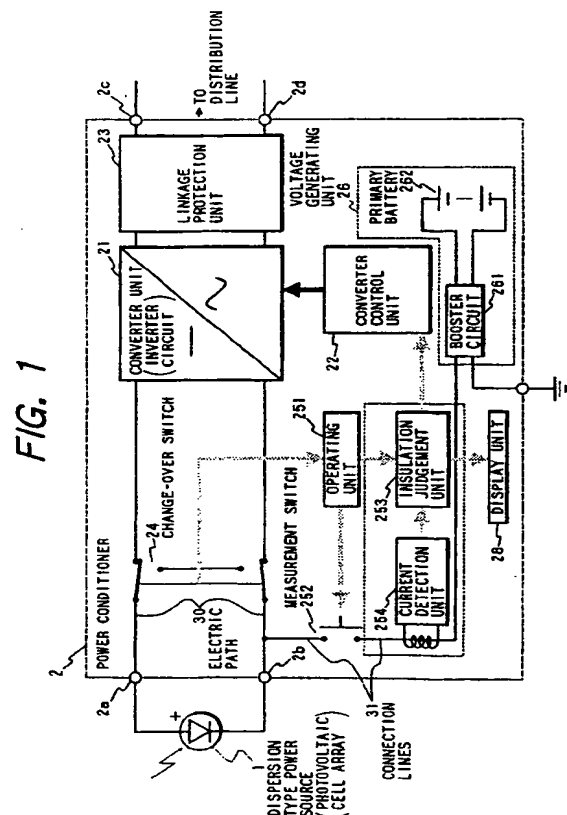 FIG. 1
2
POWER CONDITIONER
2a
2b
2c
2d
TO
DISTRIBUTION
LINE
DISPERSION
TYPE POWER
SOURCE
(PHOTOVOLTAIC)
CELL ARRAY
1
+
30
ELECTRIC
PATH
24
CHANGE-OVER SWITCH
21
CONVERTER UNIT
(INVERTER)
CIRCUIT
23
LINKAGE
PROTECTION
UNIT
MEASUREMENT SWITCH
252
251
OPERATING
UNIT
22
CONVERTER
CONTROL
UNIT
VOLTAGE
GENERATING
UNIT
26
PRIMARY
BATTERY
262
31
CONNECTION
LINES
254
CURRENT
DETECTION
UNIT
253
INSULATION
JUDGEMENT
UNIT
BOOSTER
CIRCUIT
261
28
DISPLAY UNIT